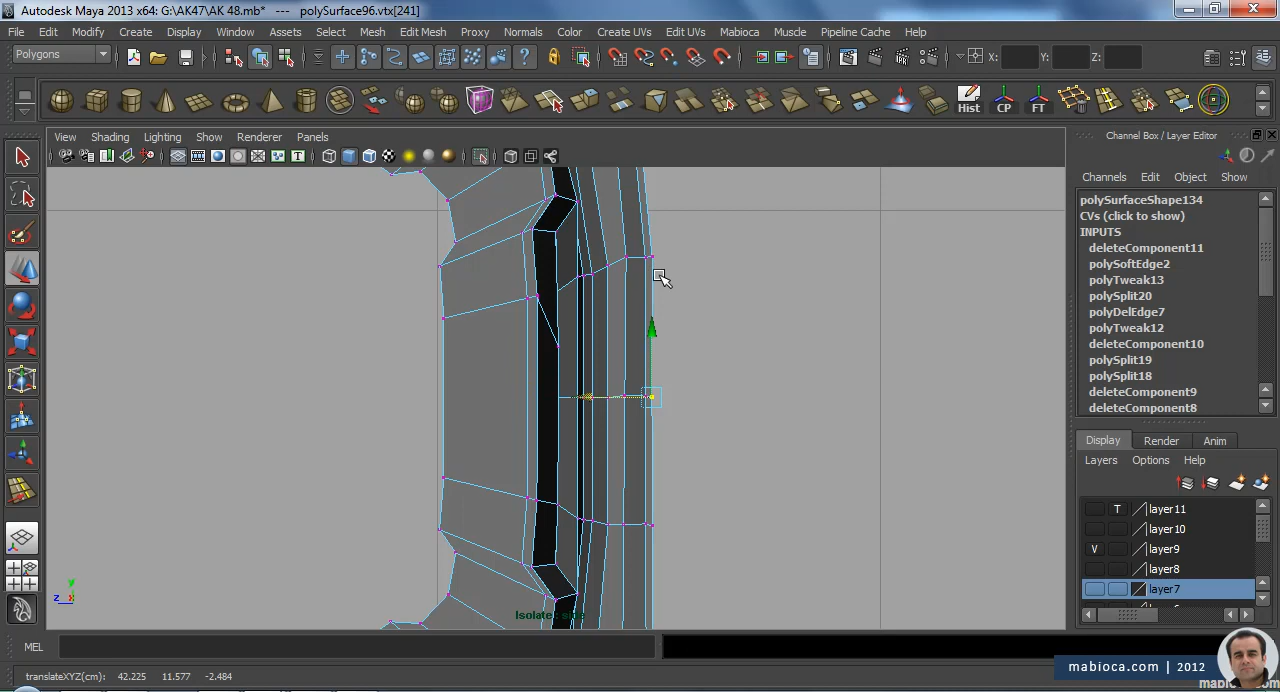 Autodesk Maya 2013 x64: G:\AK47\AK 48.mb* --- polySurface96.vtx[241]
File Edit Modify Create Display Window Assets Select Mesh Edit Mesh Proxy Normals Color Create UVs Edit UVs Mabioca Muscle Pipeline Cache Help
Polygons
X: Y: Z:
Hist CP FT
View Shading Lighting Show Renderer Panels
Channel Box / Layer Editor
Channels Edit Object Show
polySurfaceShape134
CVs (click to show)
INPUTS
deleteComponent11
polySoftEdge2
polyTweak13
polySplit20
polyDelEdge7
polyTweak12
deleteComponent10
polySplit19
polySplit18
deleteComponent9
deleteComponent8
Display Render Anim
Layers Options Help
T layer11
layer10
V layer9
layer8
layer7
y
z x
Isolate : side
MEL
translateXYZ(cm): 42.225 11.577 -2.484
mabioca.com | 2012
mabioca.com